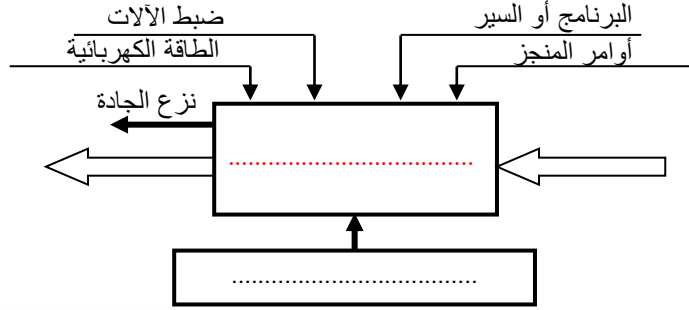 البرنامج أو السير
ضبط الآلات
أوامر المنجز
الطاقة الكهربائية
نزع الجادة
.....................................
.....................................